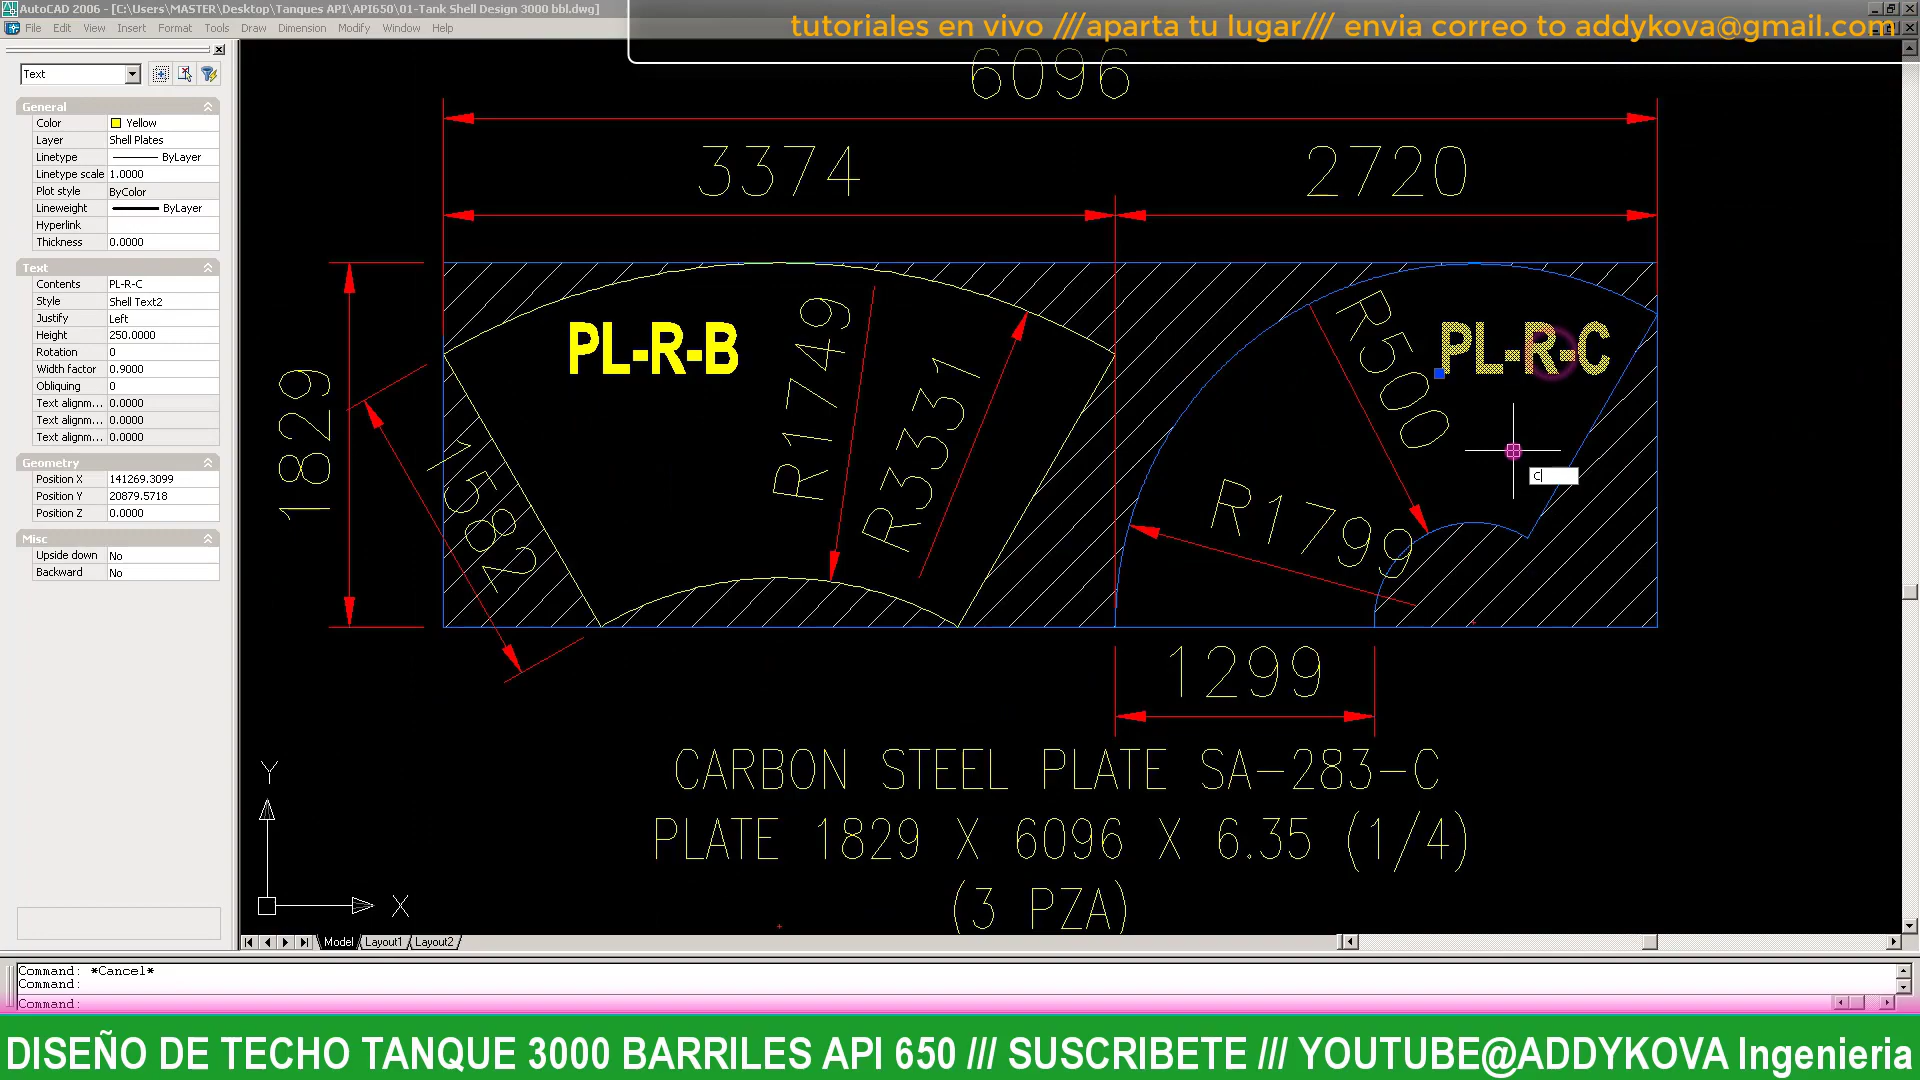 AutoCAD 2006 - [C:\Users\MASTER\Desktop\Tanques API\API650\01-Tank Shell Design 3000 bbl.dwg]
tutoriales en vivo ///aparta tu lugar/// envia correo to addykova@gmail.com
File Edit View Insert Format Tools Draw Dimension Modify Window Help
Text
General
Color Yellow
Layer Shell Plates
Linetype ByLayer
Linetype scale 1.0000
Plot style ByColor
Lineweight ByLayer
Hyperlink
Thickness 0.0000
Text
Contents PL-R-C
Style Shell Text2
Justify Left
Height 250.0000
Rotation 0
Width factor 0.9000
Obliquing 0
Text alignm... 0.0000
Text alignm... 0.0000
Text alignm... 0.0000
Geometry
Position X 141269.3099
Position Y 20879.5718
Position Z 0.0000
Misc
Upside down No
Backward No
6096
3374
2720
1829
PL-R-B
R1749
R3331
R500
PL-R-C
C
R1799
1299
CARBON STEEL PLATE SA-283-C
PLATE 1829 X 6096 X 6.35 (1/4)
(3 PZA)
Y
X
Model Layout1 Layout2
Command: *Cancel*
Command:
Command:
DISEÑO DE TECHO TANQUE 3000 BARRILES API 650 /// SUSCRIBETE /// YOUTUBE@ADDYKOVA Ingenieria